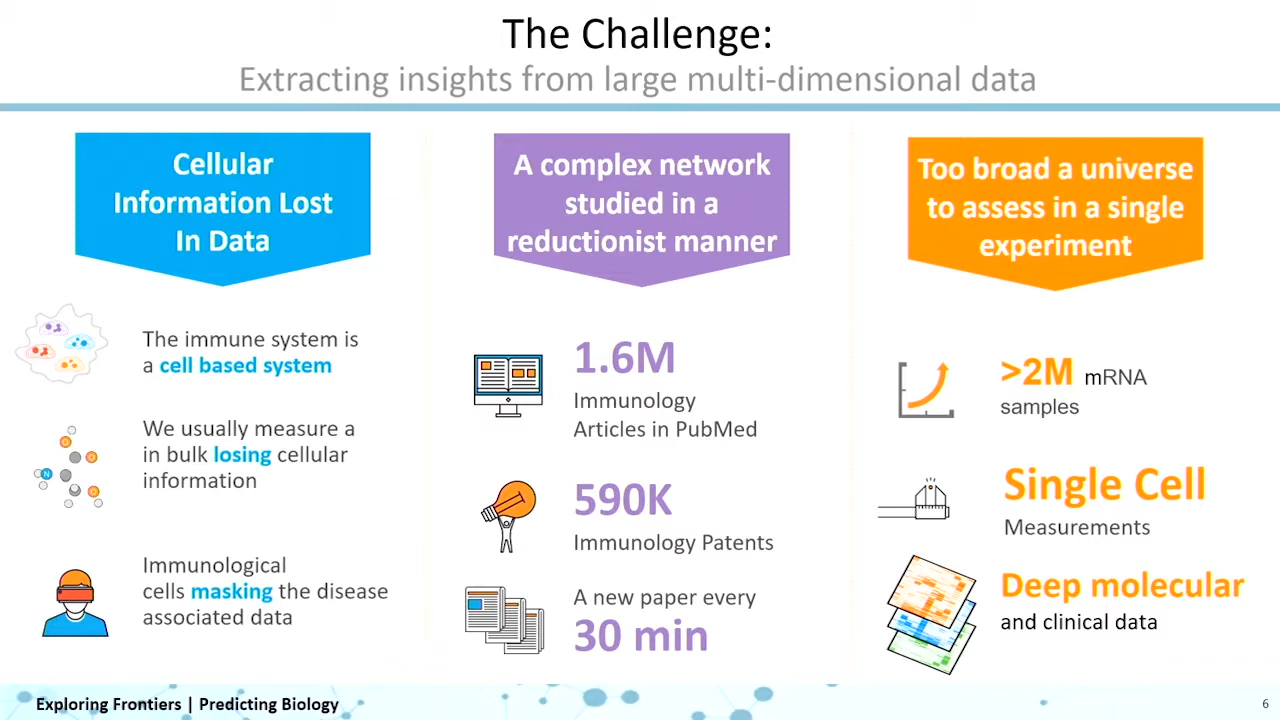 The Challenge:
Extracting insights from large multi-dimensional data
Cellular
Information Lost
In Data
The immune system is
a cell based system
We usually measure a
in bulk losing cellular
information
N
Immunological
cells masking the disease
associated data
A complex network
studied in a
reductionist manner
1.6M
Immunology
Articles in PubMed
590K
Immunology Patents
A new paper every
30 min
Too broad a universe
to assess in a single
experiment
>2M mRNA
samples
Single Cell
Measurements
Deep molecular
and clinical data
Exploring Frontiers | Predicting Biology
6